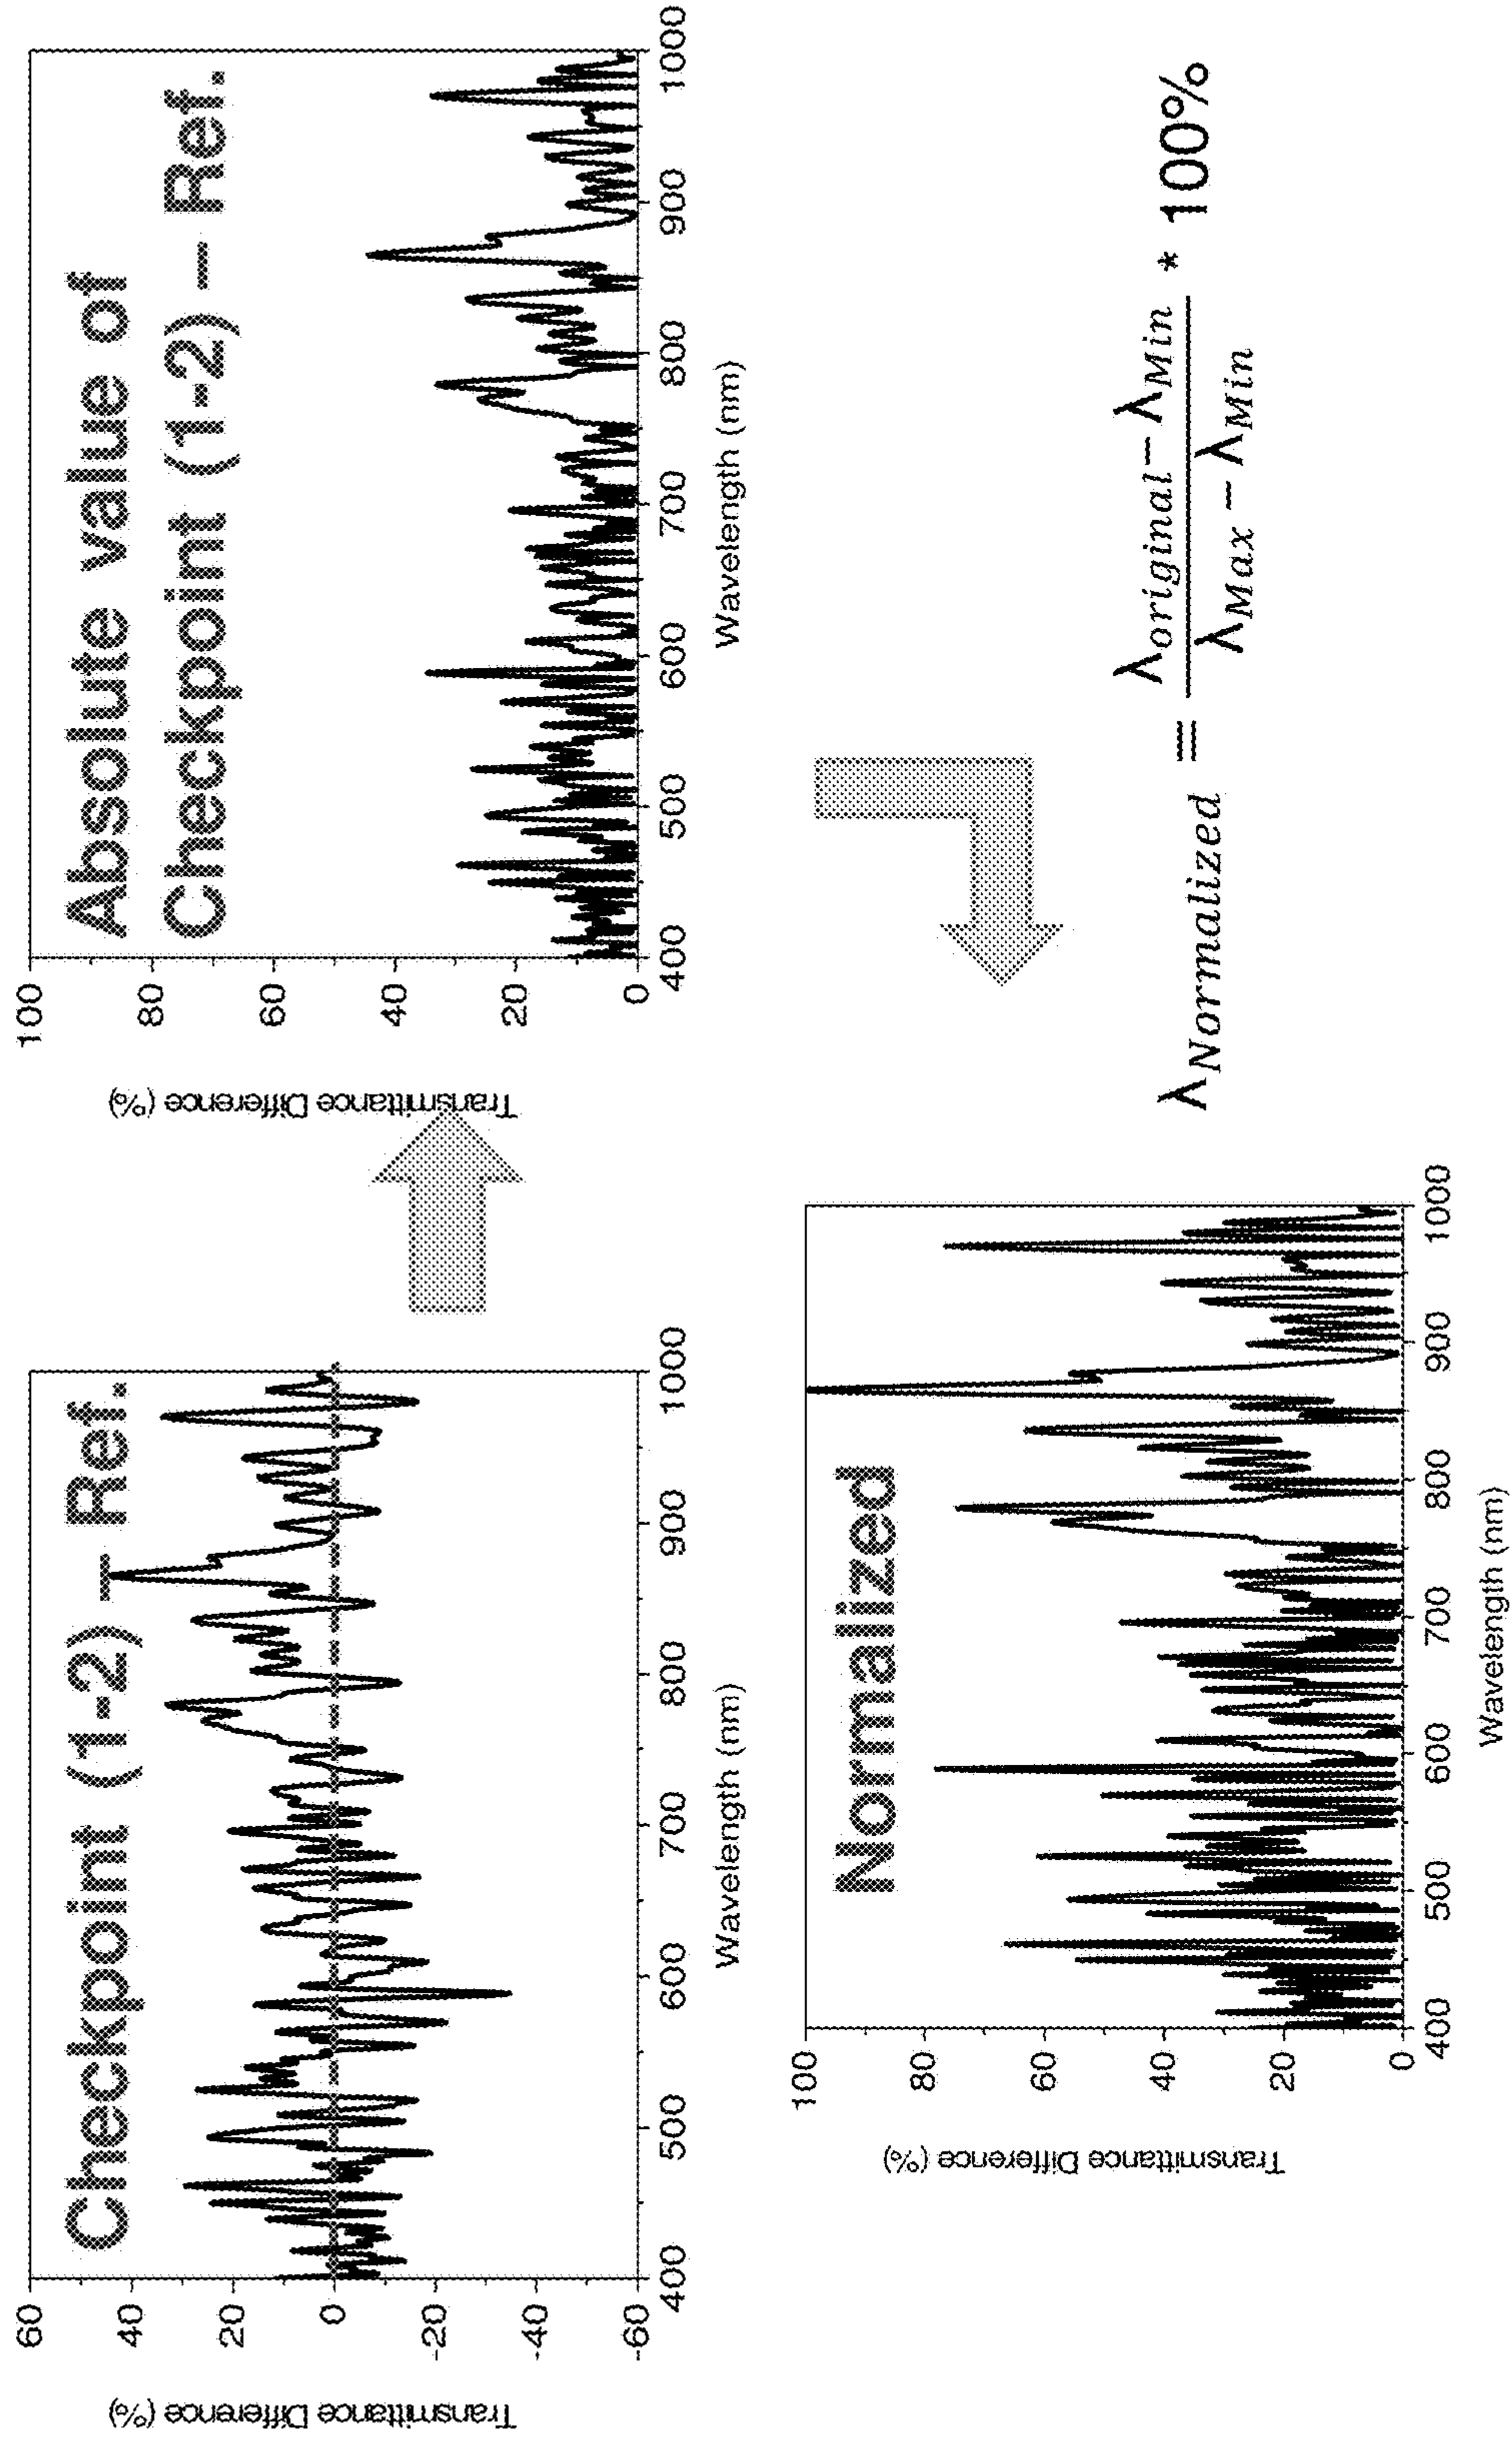 Checkpoint (1-2) — Ref.
Transmittance Difference (%)
60
40
20
0
-20
-40
-60
400 500 600 700 800 900 1000
Wavelength (nm)
Absolute value of
Checkpoint (1-2) — Ref.
Transmittance Difference (%)
100
80
60
40
20
0
400 500 600 700 800 900 1000
Wavelength (nm)
Normalized
Transmittance Difference (%)
100
80
60
40
20
0
400 500 600 700 800 900 1000
Wavelength (nm)
λNormalized = λoriginal−λMin / λMax − λMin * 100%